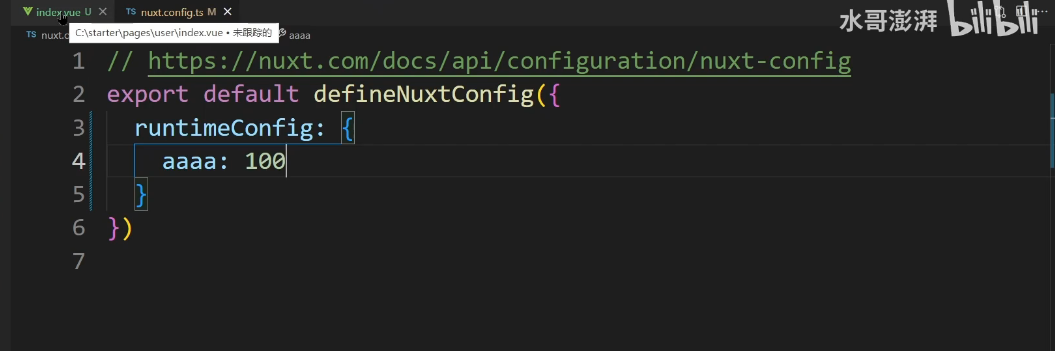 index.vue U
TS nuxt.config.ts M
水哥澎湃 bilibili
TS nuxt.c
C:\starter\pages\user\index.vue • 未跟踪的
aaaa
1 // https://nuxt.com/docs/api/configuration/nuxt-config
2 export default defineNuxtConfig({
3 runtimeConfig: {
4 aaaa: 100
5 }
6 })
7